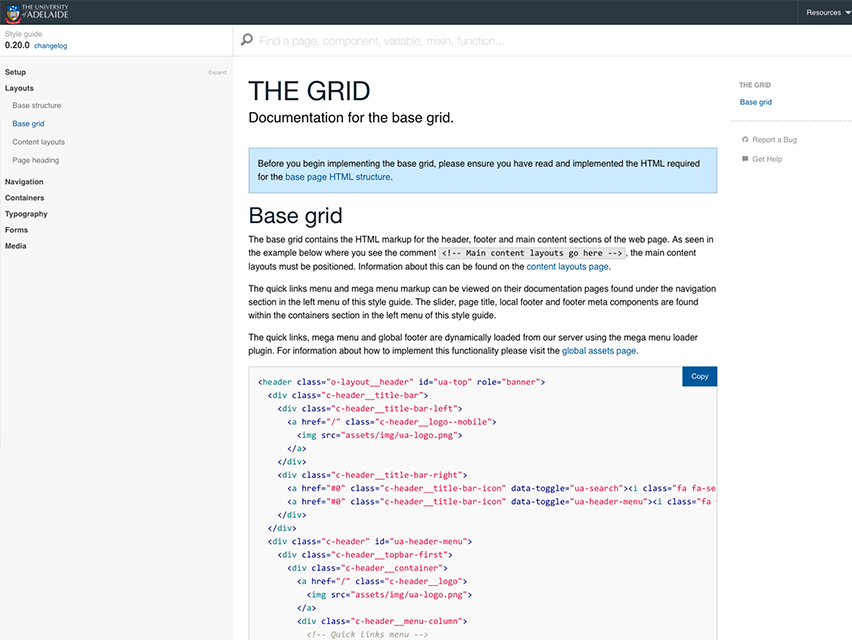 THE UNIVERSITY
of ADELAIDE
Resources
Style guide
0.20.0 changelog
Find a page, component, variable, mixin, function...
Setup
Expand
Layouts
Base structure
Base grid
Content layouts
Page heading
Navigation
Containers
Typography
Forms
Media
THE GRID
Documentation for the base grid.
Before you begin implementing the base grid, please ensure you have read and implemented the HTML required
for the base page HTML structure.
Base grid
The base grid contains the HTML markup for the header, footer and main content sections of the web page. As seen in
the example below where you see the comment <!-- Main content layouts go here -->, the main content
layouts must be positioned. Information about this can be found on the content layouts page.
The quick links menu and mega menu markup can be viewed on their documentation pages found under the navigation
section in the left menu of this style guide. The slider, page title, local footer and footer meta components are found
within the containers section in the left menu of this style guide.
The quick links, mega menu and global footer are dynamically loaded from our server using the mega menu loader
plugin. For information about how to implement this functionality please visit the global assets page.
Copy
<header class="o-layout__header" id="ua-top" role="banner">
<div class="c-header__title-bar">
<div class="c-header__title-bar-left">
<a href="/" class="c-header__logo--mobile">
<img src="assets/img/ua-logo.png">
</a>
</div>
<div class="c-header__title-bar-right">
<a href="#0" class="c-header__title-bar-icon" data-toggle="ua-search"><i class="fa fa-se
<a href="#0" class="c-header__title-bar-icon" data-toggle="ua-header-menu"><i class="fa
</div>
</div>
<div class="c-header" id="ua-header-menu">
<div class="c-header__topbar-first">
<div class="c-header__container">
<a href="/" class="c-header__logo">
<img src="assets/img/ua-logo.png">
</a>
<div class="c-header__menu-column">
<!-- Quick links menu -->
THE GRID
Base grid
Report a Bug
Get Help